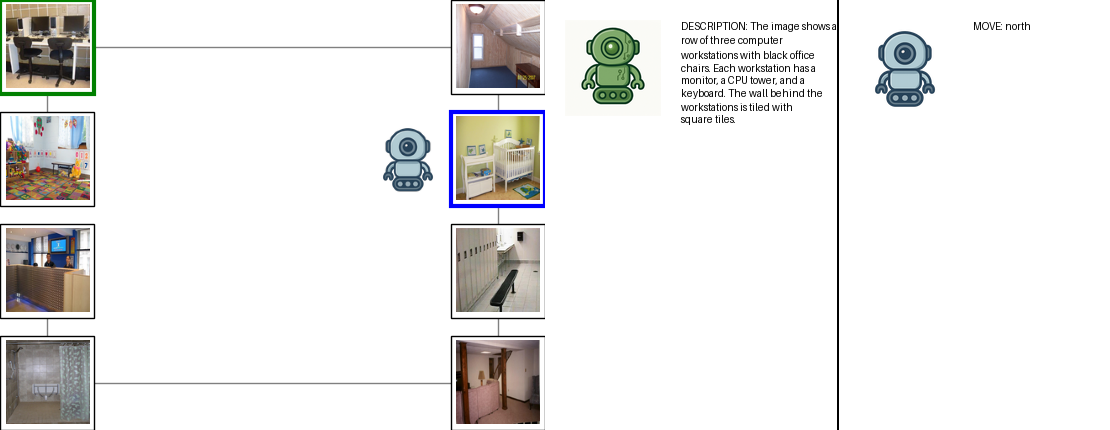 DESCRIPTION: The image shows a
row of three computer
workstations with black office
chairs. Each workstation has a
monitor, a CPU tower, and a
keyboard. The wall behind the
workstations is tiled with
square tiles.
MOVE: north